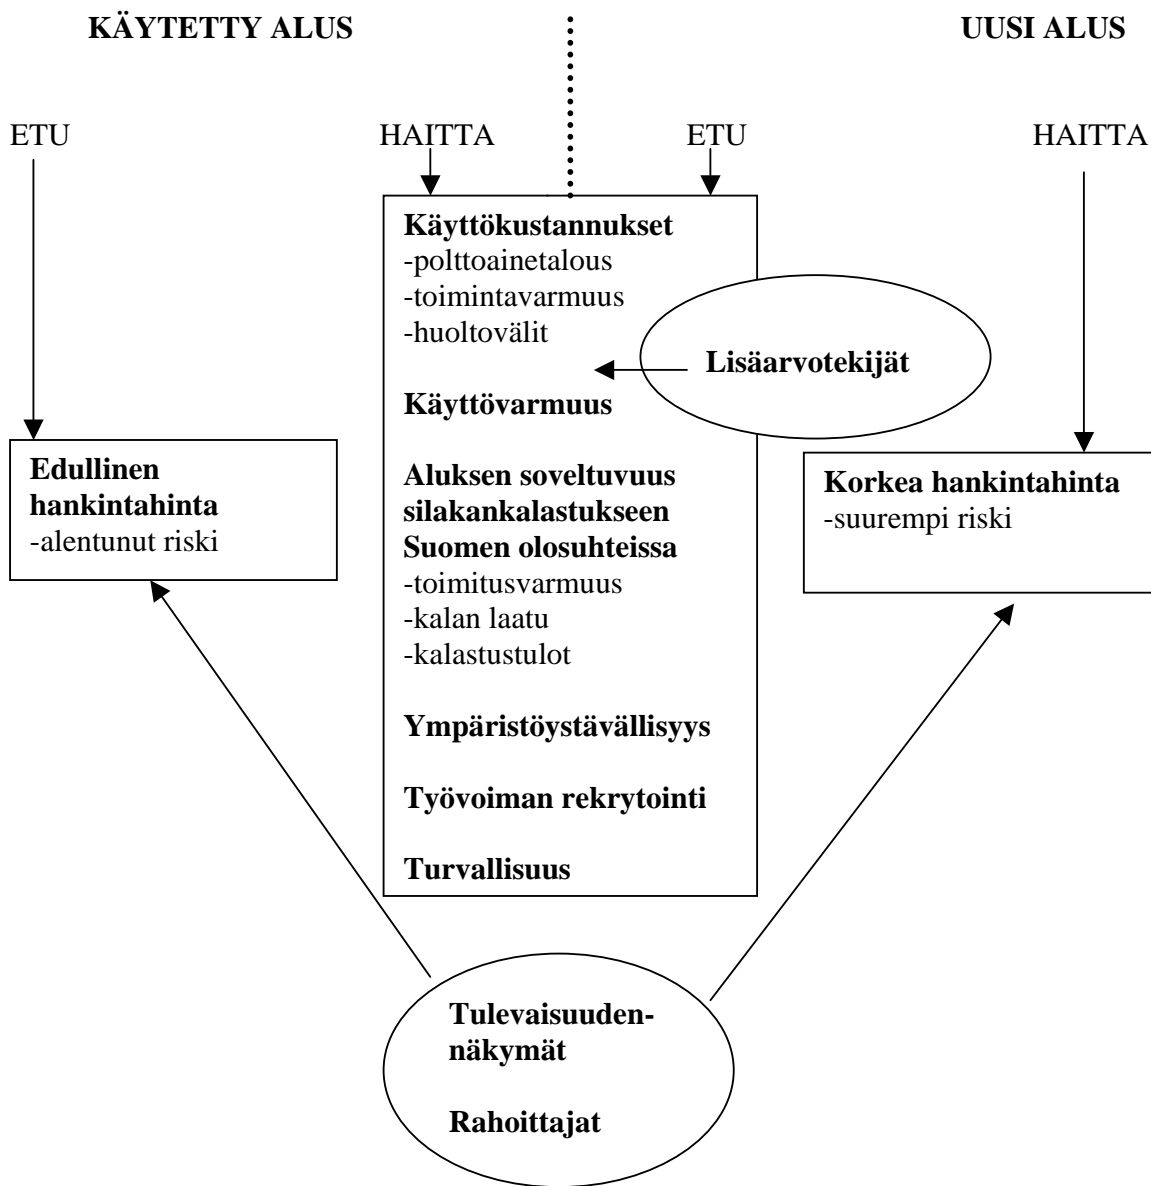 KÄYTETTY ALUS
UUSI ALUS
ETU
HAITTA
ETU
HAITTA
Käyttökustannukset
-polttoainetalous
-toimintavarmuus
-huoltovälit
Lisäarvotekijät
Käyttövarmuus
Edullinen
hankintahinta
-alentunut riski
Aluksen soveltuvuus
silakankalastukseen
Suomen olosuhteissa
-toimitusvarmuus
-kalan laatu
-kalastustulot
Korkea hankintahinta
-suurempi riski
Ympäristöystävällisyys
Työvoiman rekrytointi
Turvallisuus
Tulevaisuuden-
näkymät
Rahoittajat